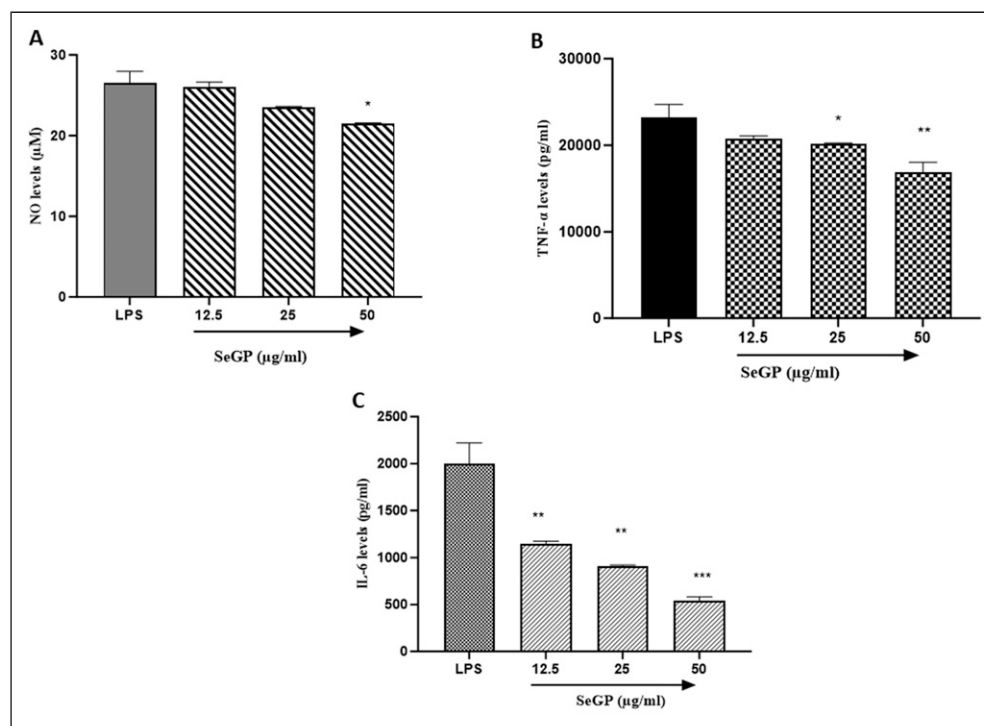 A
NO levels (µM)
30
20
10
0
*
LPS 12.5 25 50
SeGP (µg/ml)
B
TNF-α levels (pg/ml)
30000
20000
10000
0
*
**
LPS 12.5 25 50
SeGP (µg/ml)
C
IL-6 levels (pg/ml)
2500
2000
1500
1000
500
0
**
**
***
LPS 12.5 25 50
SeGP (µg/ml)